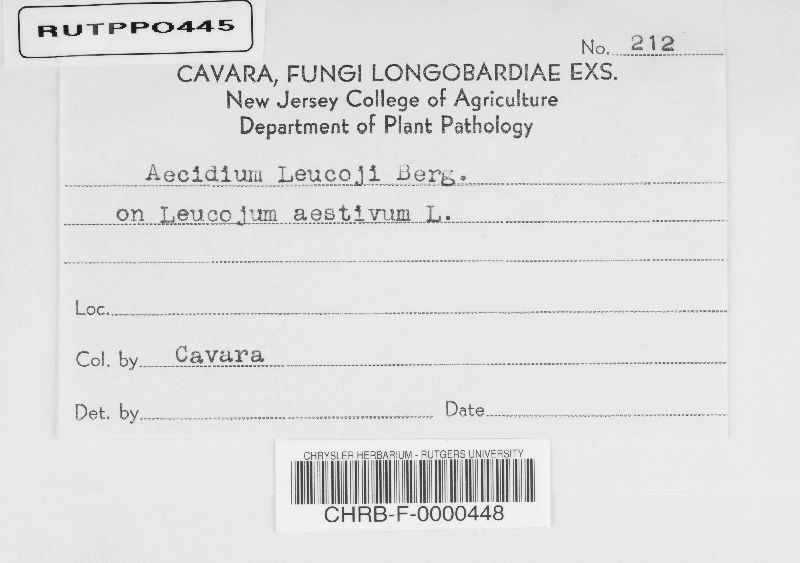 RUTPP0445
No. 212
CAVARA, FUNGI LONGOBARDIAE EXS.
New Jersey College of Agriculture
Department of Plant Pathology
Aecidium Leucoji Berg.
on Leucojum aestivum L.
Loc.
Col. by Cavara
Det. by Date
CHRYSLER HERBARIUM - RUTGERS UNIVERSITY
CHRB-F-0000448